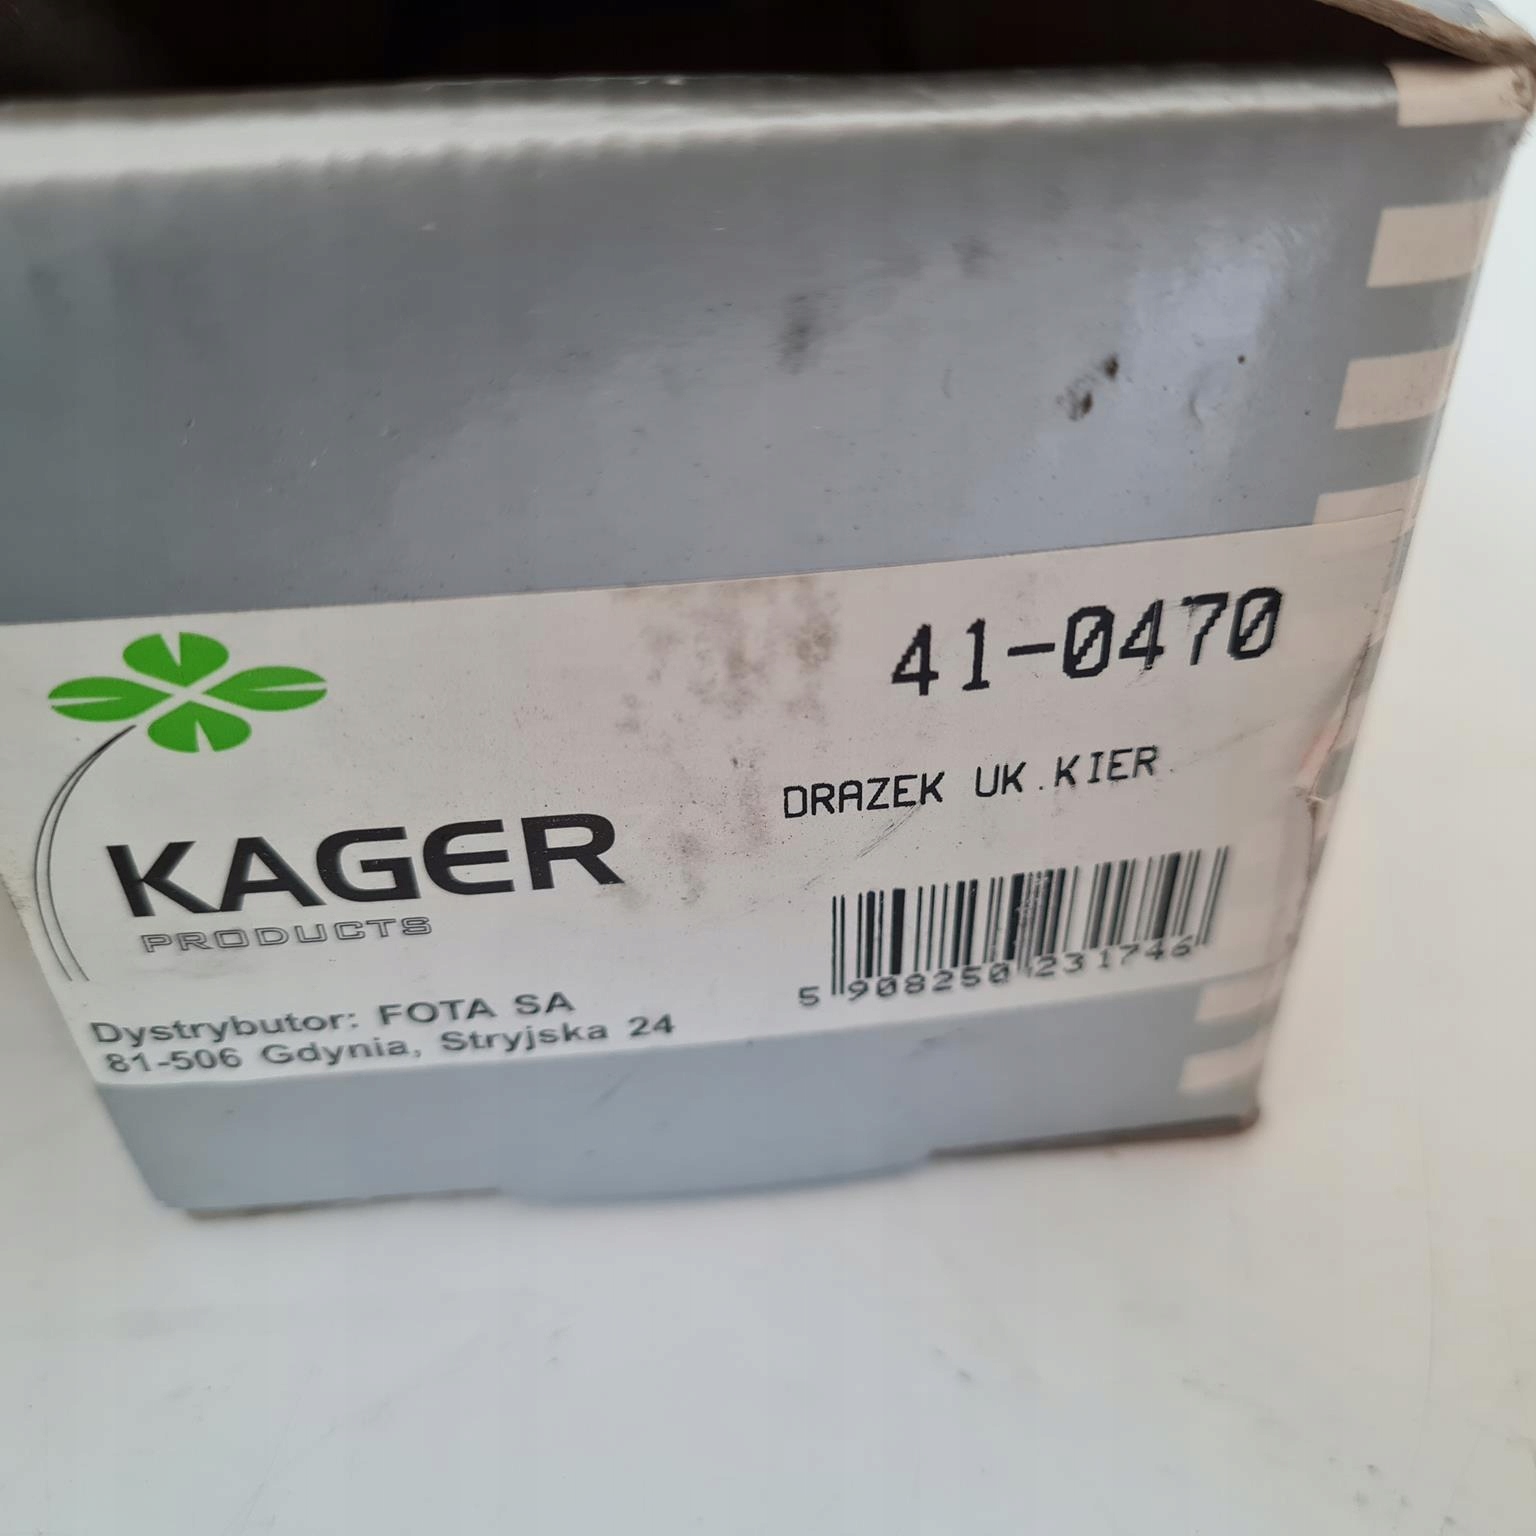 41-0470
DRAZEK UK.KIER.
KAGER
PRODUCTS
5 908250 231746
Dystrybutor: FOTA SA
81-506 Gdynia, Stryjska 24